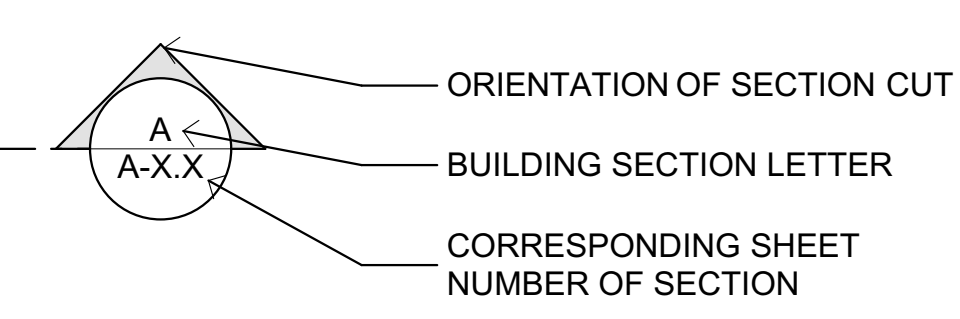 ORIENTATION OF SECTION CUT
A
A-X.X
BUILDING SECTION LETTER
CORRESPONDING SHEET
NUMBER OF SECTION